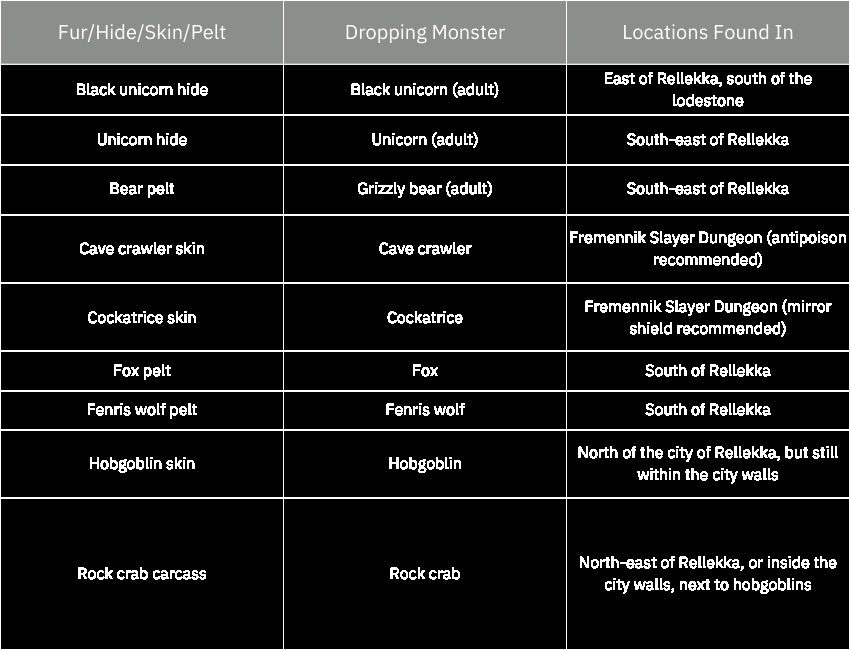 Fur/Hide/Skin/Pelt Dropping Monster Locations Found In
Black unicorn hide Black unicorn (adult) East of Rellekka, south of the
lodestone
Unicorn hide Unicorn (adult) South-east of Rellekka
Bear pelt Grizzly bear (adult) South-east of Rellekka
Cave crawler skin Cave crawler Fremennik Slayer Dungeon (antipoison
recommended)
Cockatrice skin Cockatrice Fremennik Slayer Dungeon (mirror
shield recommended)
Fox pelt Fox South of Rellekka
Fenris wolf pelt Fenris wolf South of Rellekka
Hobgoblin skin Hobgoblin North of the city of Rellekka, but still
within the city walls
Rock crab carcass Rock crab North-east of Rellekka, or inside the
city walls, next to hobgoblins